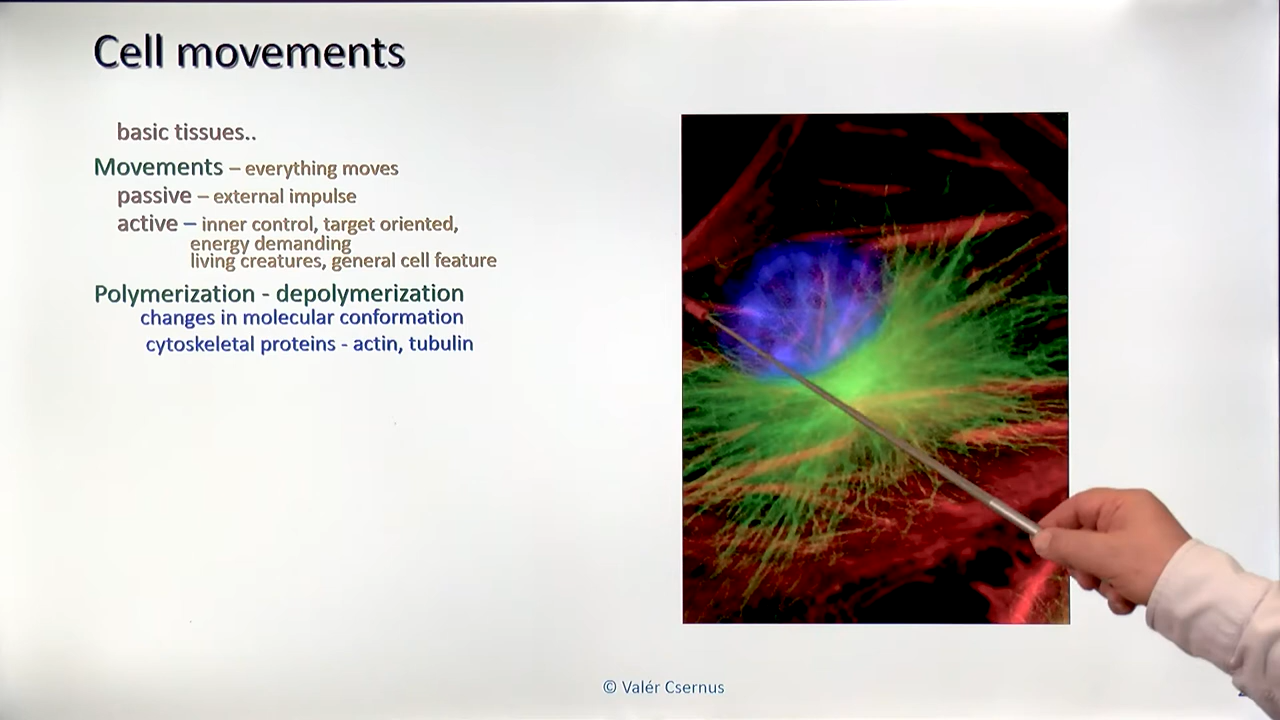 Cell movements
basic tissues..
Movements – everything moves
passive – external impulse
active – inner control, target oriented,
energy demanding
living creatures, general cell feature
Polymerization - depolymerization
changes in molecular conformation
cytoskeletal proteins - actin, tubulin
© Valér Csernus